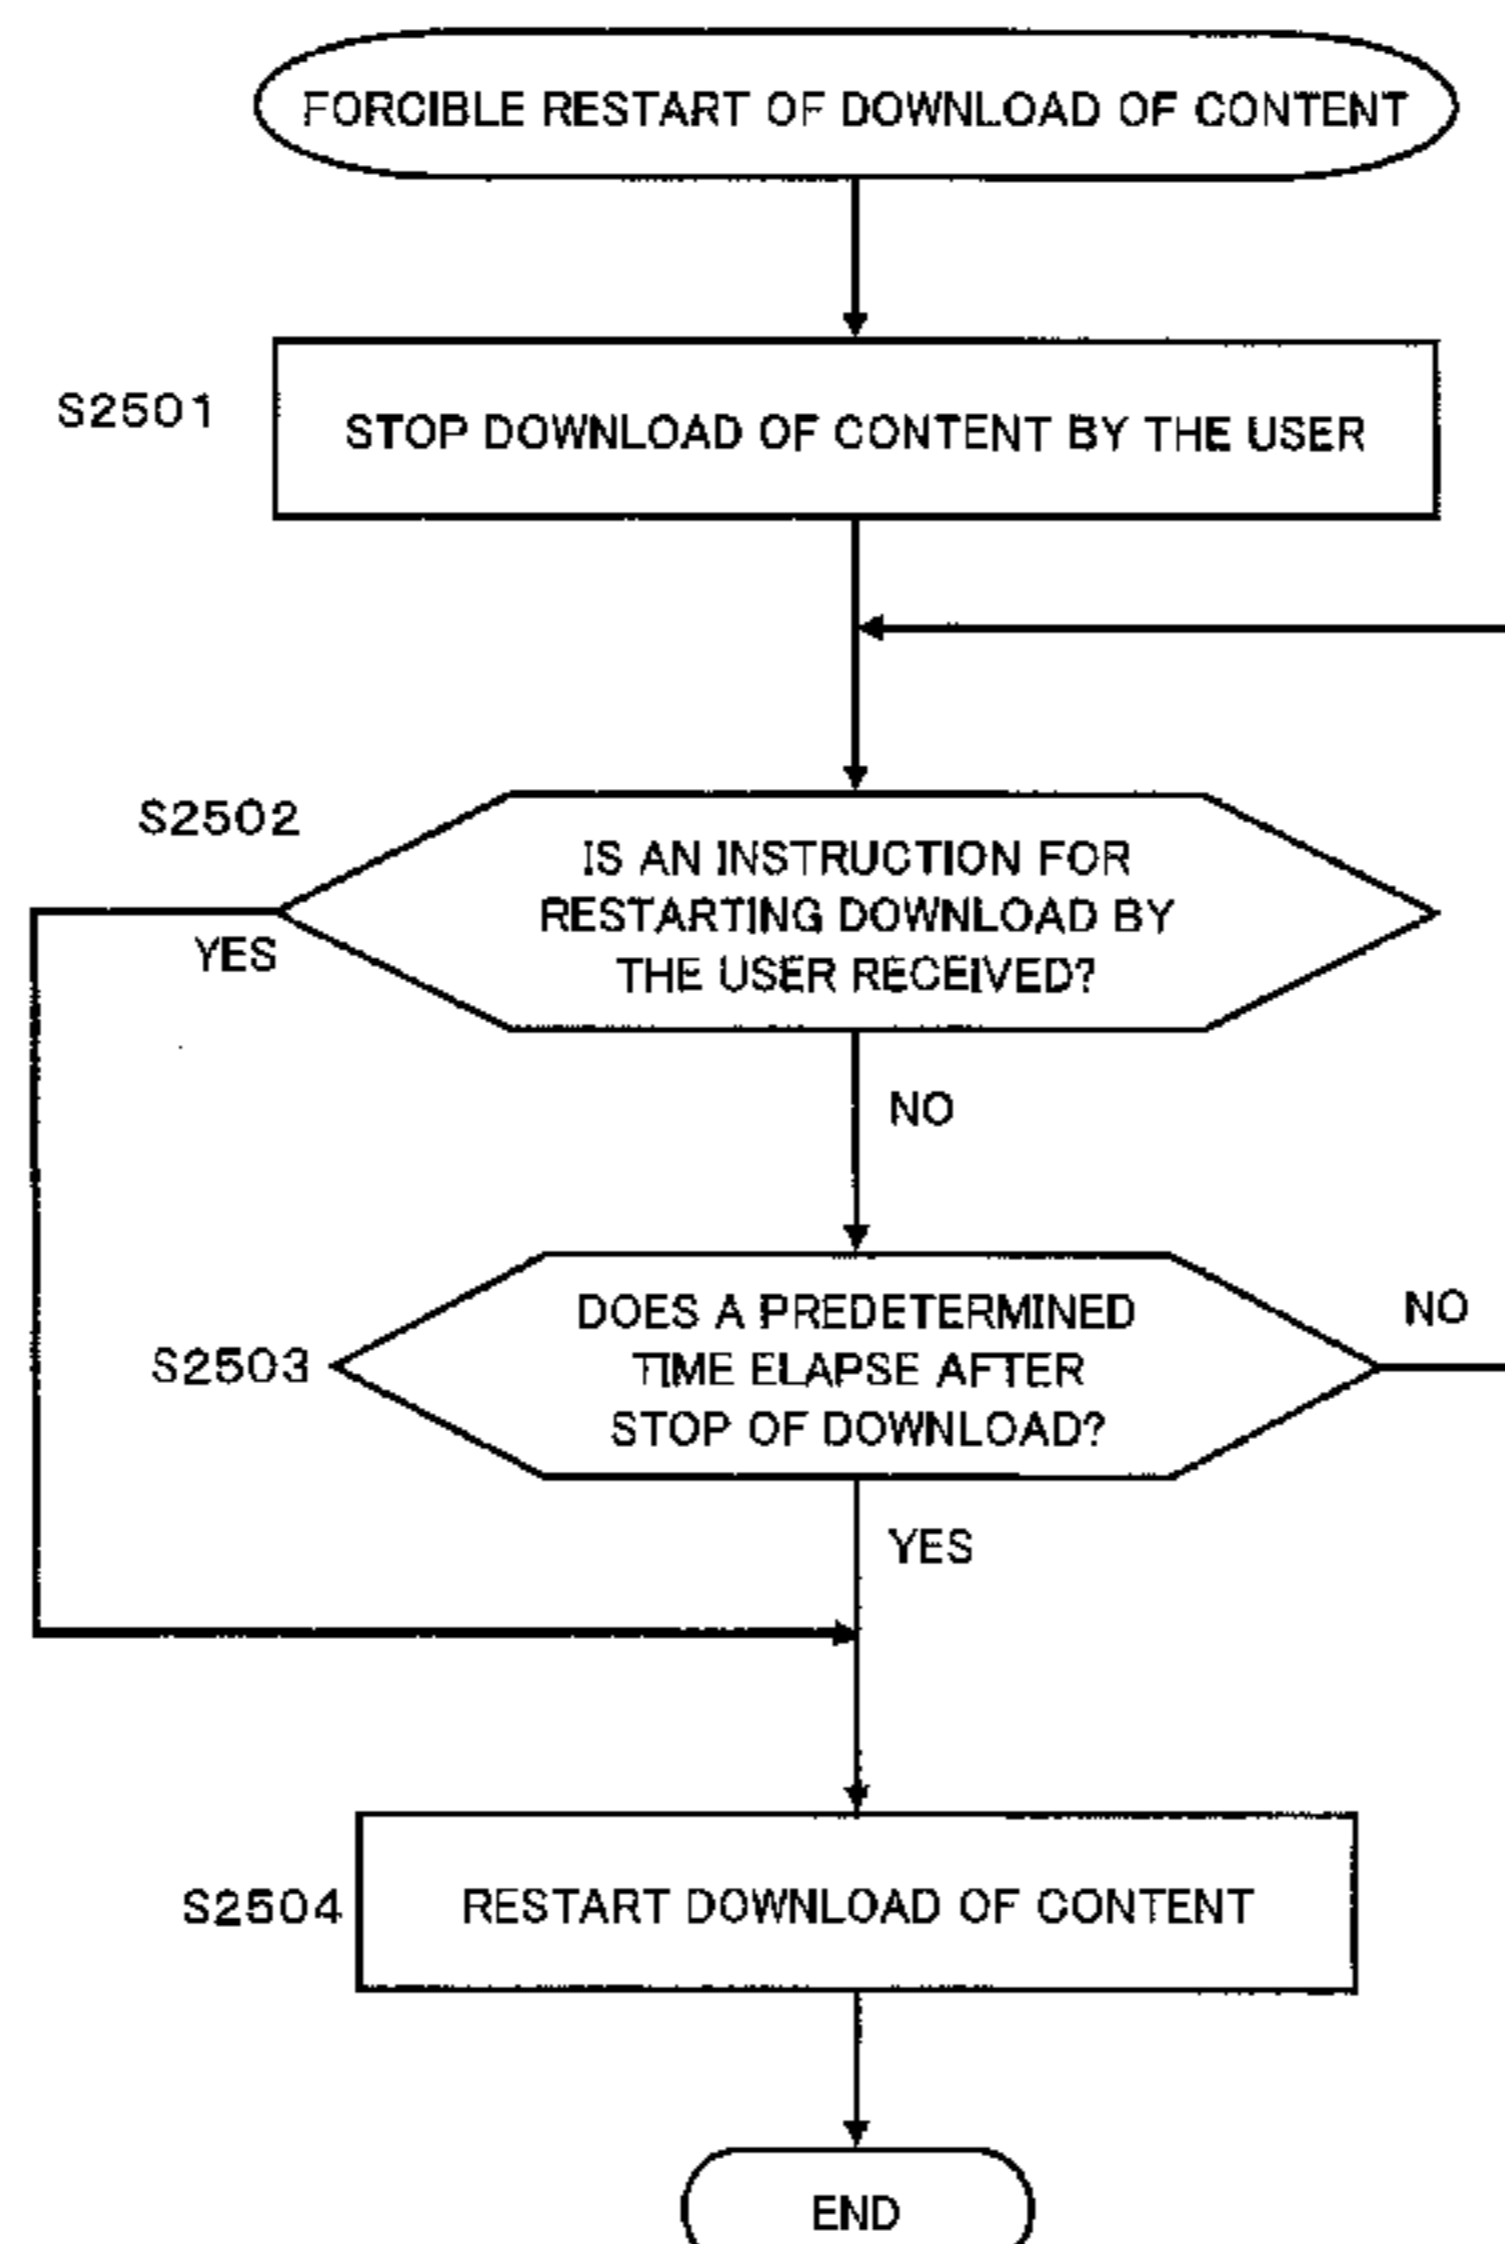 FORCIBLE RESTART OF DOWNLOAD OF CONTENT
S2501
STOP DOWNLOAD OF CONTENT BY THE USER
S2502
IS AN INSTRUCTION FOR
RESTARTING DOWNLOAD BY
THE USER RECEIVED?
YES
NO
S2503
DOES A PREDETERMINED
TIME ELAPSE AFTER
STOP OF DOWNLOAD?
NO
YES
S2504
RESTART DOWNLOAD OF CONTENT
END